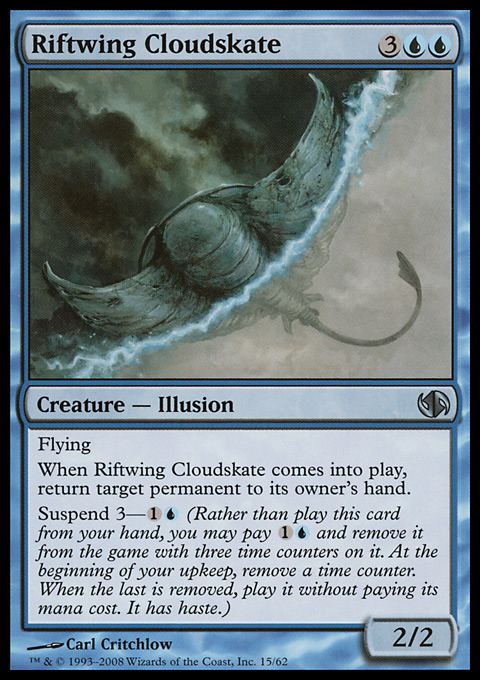 Riftwing Cloudskate 3
Creature — Illusion
Flying
When Riftwing Cloudskate comes into play,
return target permanent to its owner's hand.
Suspend 3—1 (Rather than play this card
from your hand, you may pay 1 and remove it
from the game with three time counters on it. At the
beginning of your upkeep, remove a time counter.
When the last is removed, play it without paying its
mana cost. It has haste.)
2/2
Carl Critchlow
™ & © 1993–2008 Wizards of the Coast, Inc. 15/62